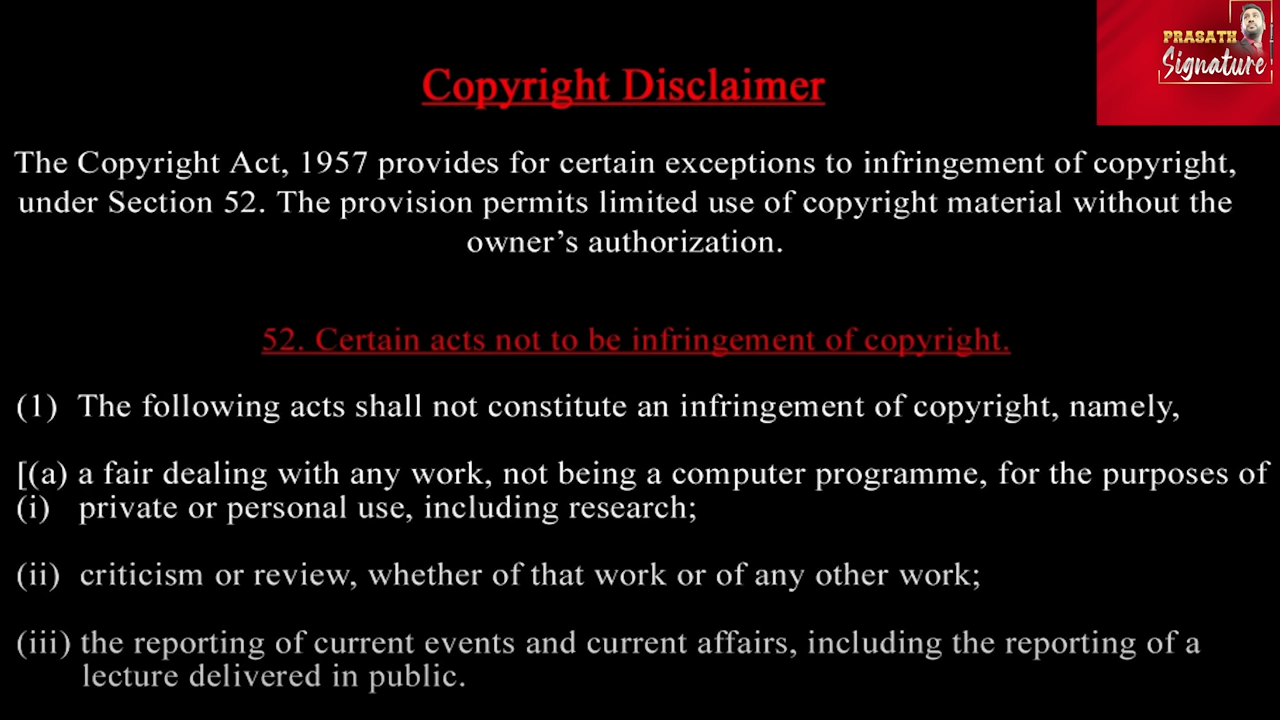 PRASATH
Signature
Copyright Disclaimer
The Copyright Act, 1957 provides for certain exceptions to infringement of copyright,
under Section 52. The provision permits limited use of copyright material without the
owner’s authorization.
52. Certain acts not to be infringement of copyright.
(1) The following acts shall not constitute an infringement of copyright, namely,
[(a) a fair dealing with any work, not being a computer programme, for the purposes of
(i) private or personal use, including research;
(ii) criticism or review, whether of that work or of any other work;
(iii) the reporting of current events and current affairs, including the reporting of a
lecture delivered in public.